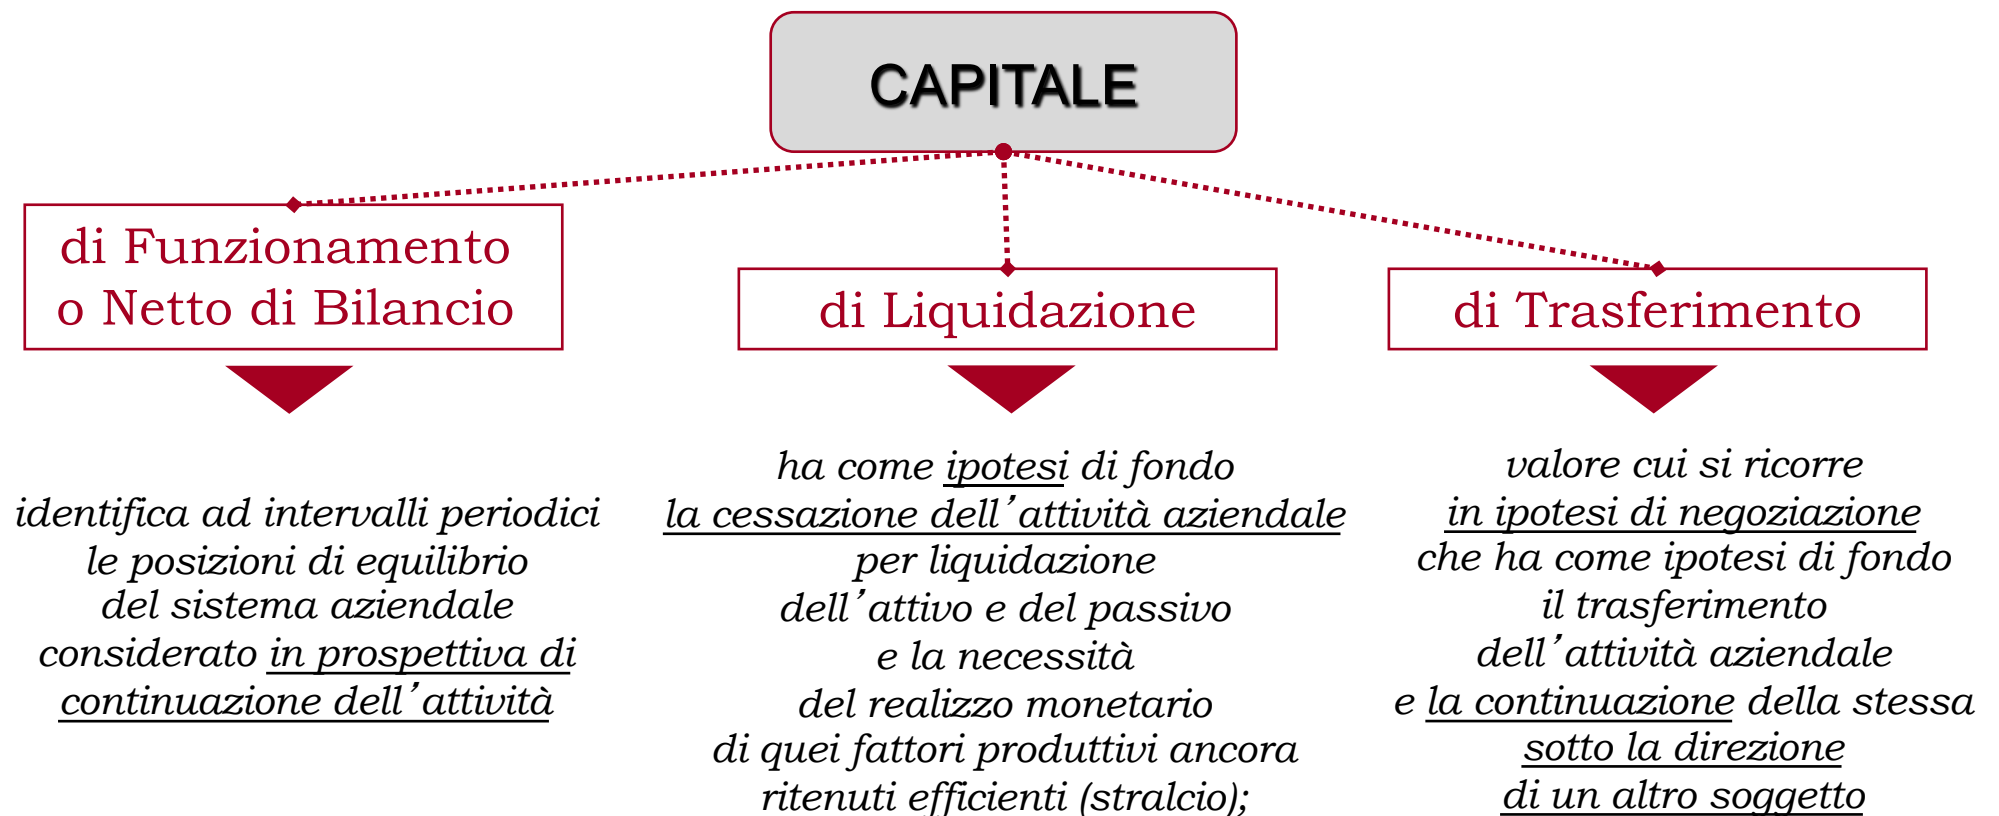 CAPITALE
di Funzionamento
o Netto di Bilancio
identifica ad intervalli periodici
le posizioni di equilibrio
del sistema aziendale
considerato in prospettiva di
continuazione dell’attività
di Liquidazione
ha come ipotesi di fondo
la cessazione dell’attività aziendale
per liquidazione
dell’attivo e del passivo
e la necessità
del realizzo monetario
di quei fattori produttivi ancora
ritenuti efficienti (stralcio);
di Trasferimento
valore cui si ricorre
in ipotesi di negoziazione
che ha come ipotesi di fondo
il trasferimento
dell’attività aziendale
e la continuazione della stessa
sotto la direzione
di un altro soggetto